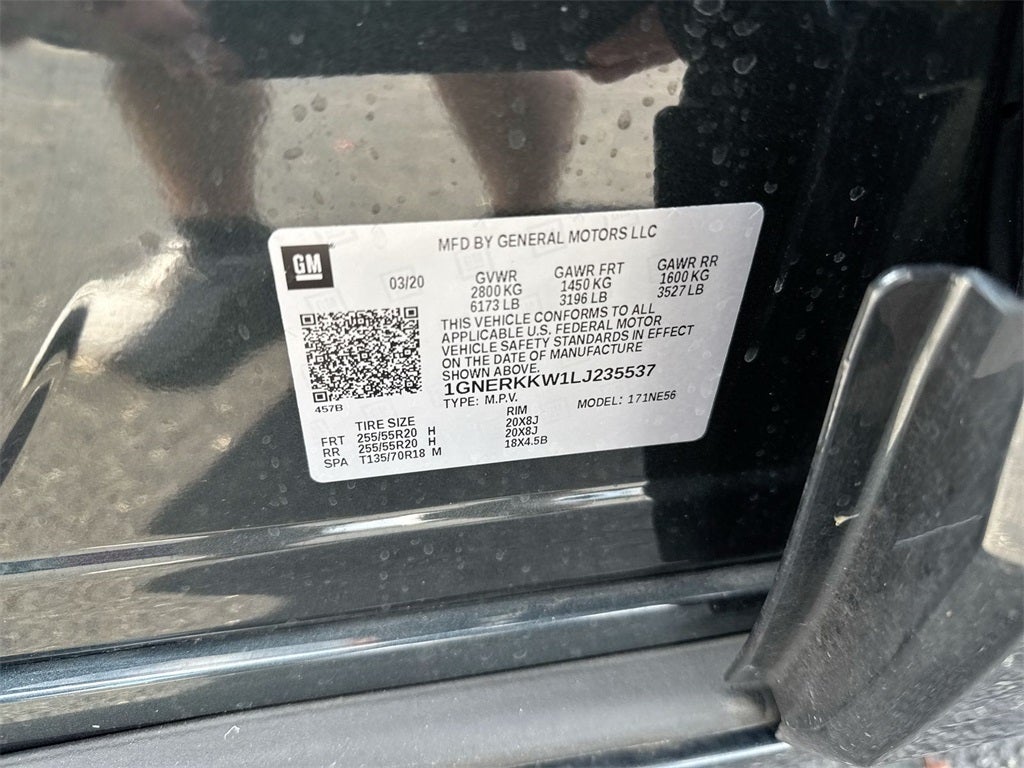 GM
MFD BY GENERAL MOTORS LLC
03/20
GVWR GAWR FRT GAWR RR
2800 KG 1450 KG 1600 KG
6173 LB 3196 LB 3527 LB
THIS VEHICLE CONFORMS TO ALL
APPLICABLE U.S. FEDERAL MOTOR
VEHICLE SAFETY STANDARDS IN EFFECT
ON THE DATE OF MANUFACTURE
SHOWN ABOVE.
1GNERKKW1LJ235537
457B
TYPE: M.P.V. MODEL: 171NE56
TIRE SIZE RIM
FRT 255/55R20 H 20X8J
RR 255/55R20 H 20X8J
SPA T135/70R18 M 18X4.5B